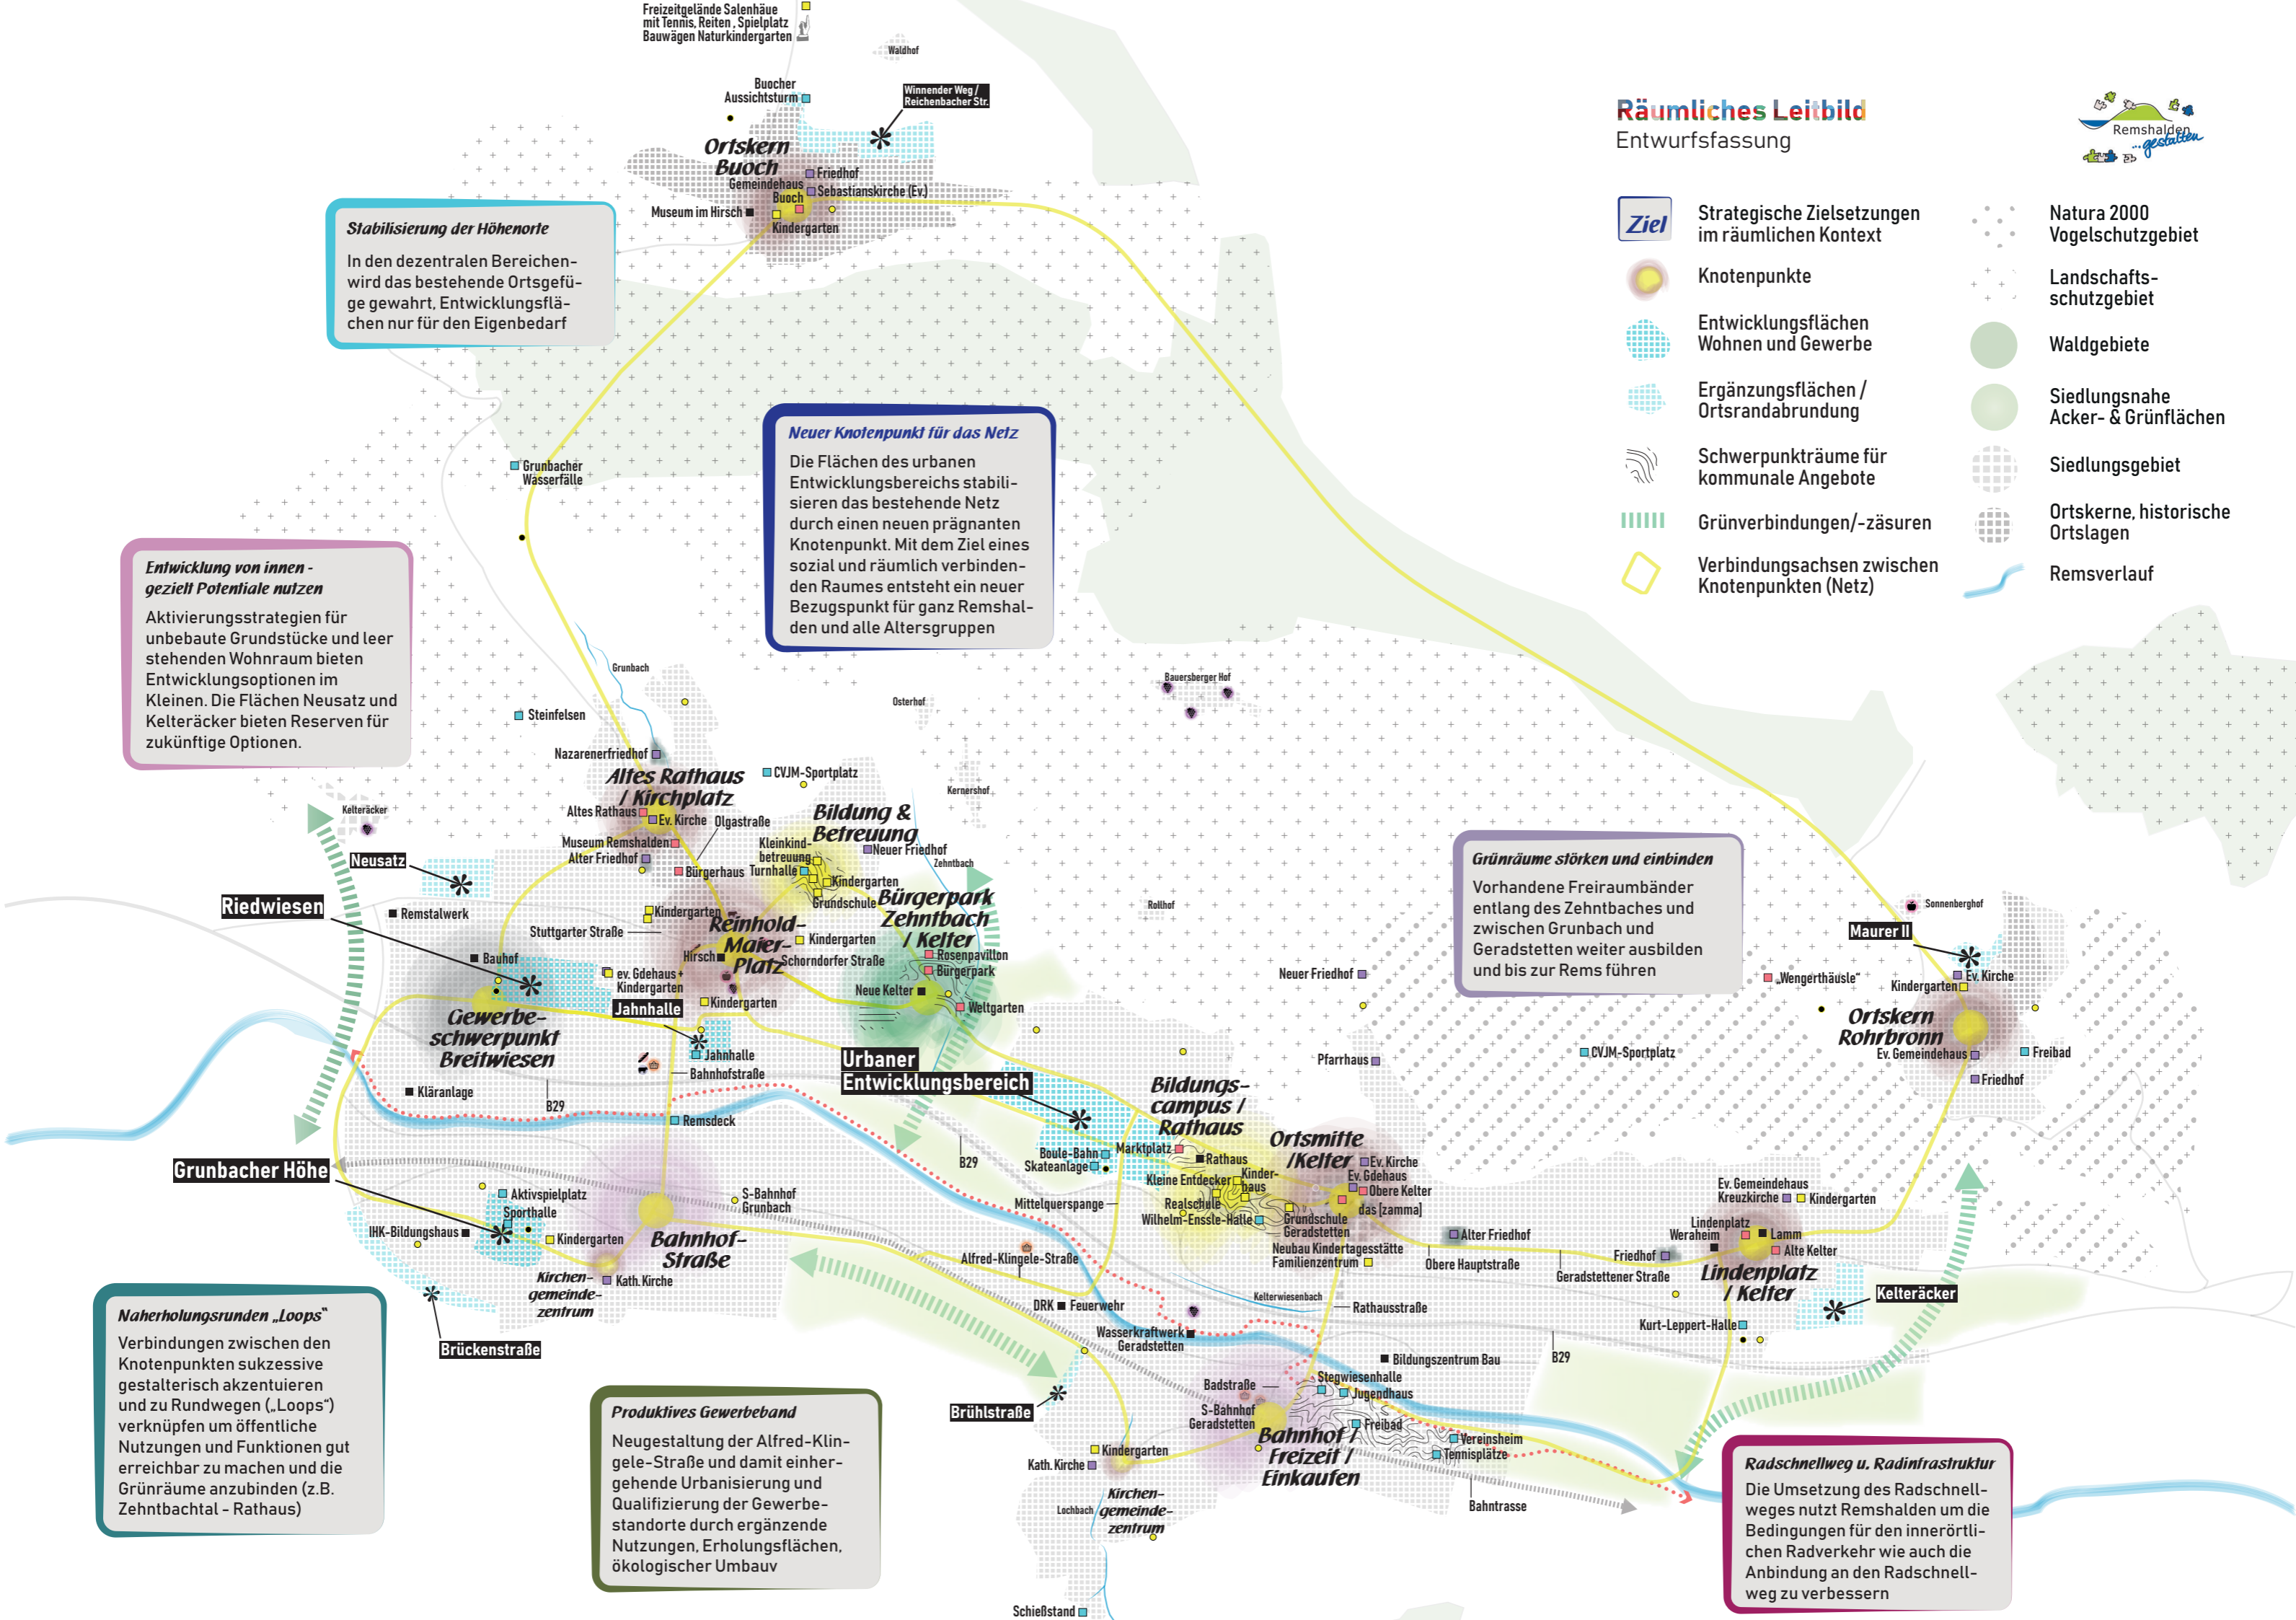 Freizeitgelände Salenhäue
mit Tennis, Reiten , Spielplatz
Bauwägen Naturkindergarten
Waldhof
Buocher
Aussichtsturm
Winnender Weg /
Reichenbacher Str.
Ortskern
Buoch
Friedhof
Gemeindehaus
Buoch
Sebastianskirche (Ev.)
Museum im Hirsch
Kindergarten
Räumliches Leitbild
Entwurfsfassung
Remshalden
...gestalten
Ziel
Strategische Zielsetzungen
im räumlichen Kontext
Knotenpunkte
Entwicklungsflächen
Wohnen und Gewerbe
Ergänzungsflächen /
Ortsrandabrundung
Schwerpunkträume für
kommunale Angebote
Grünverbindungen/-zäsuren
Verbindungsachsen zwischen
Knotenpunkten (Netz)
Natura 2000
Vogelschutzgebiet
Landschafts-
schutzgebiet
Waldgebiete
Siedlungsnahe
Acker- & Grünflächen
Siedlungsgebiet
Ortskerne, historische
Ortslagen
Remsverlauf
Stabilisierung der Höhenorte
In den dezentralen Bereichen-
wird das bestehende Ortsgefü-
ge gewahrt, Entwicklungsflä-
chen nur für den Eigenbedarf
Neuer Knotenpunkt für das Netz
Die Flächen des urbanen
Entwicklungsbereichs stabili-
sieren das bestehende Netz
durch einen neuen prägnanten
Knotenpunkt. Mit dem Ziel eines
sozial und räumlich verbinden-
den Raumes entsteht ein neuer
Bezugspunkt für ganz Remshal-
den und alle Altersgruppen
Grunbacher
Wasserfälle
Entwicklung von innen -
gezielt Potentiale nutzen
Aktivierungsstrategien für
unbebaute Grundstücke und leer
stehenden Wohnraum bieten
Entwicklungsoptionen im
Kleinen. Die Flächen Neusatz und
Kelteräcker bieten Reserven für
zukünftige Optionen.
Grunbach
Steinfelsen
Nazarenerfriedhof
Altes Rathaus
/ Kirchplatz
Altes Rathaus
Ev. Kirche
Olgastraße
Museum Remshalden
Alter Friedhof
Bürgerhaus
CVJM-Sportplatz
Osterhof
Kernershof
Bauersberger Hof
Rollhof
Bildung &
Betreuung
Kleinkind-
betreuung
Turnhalle
Neuer Friedhof
Kindergarten
Grundschule
Zehntbach
Kelteräcker
Neusatz
Riedwiesen
Remstalwerk
Kindergarten
Stuttgarter Straße
Reinhold-
Maier-
Platz
Hirsch
Kindergarten
Schorndorfer Straße
Bürgerpark
Zehntbach
/ Kelter
Rosenpavillon
Bürgerpark
Neue Kelter
Weltgarten
Bauhof
ev. Gdehaus +
Kindergarten
Kindergarten
Jahnhalle
Jahnhalle
Bahnhofstraße
Gewerbe-
schwerpunkt
Breitwiesen
Kläranlage
B29
Remsdeck
Urbaner
Entwicklungsbereich
Grünräume störken und einbinden
Vorhandene Freiraumbänder
entlang des Zehntbaches und
zwischen Grunbach und
Geradstetten weiter ausbilden
und bis zur Rems führen
Neuer Friedhof
Pfarrhaus
CVJM-Sportplatz
„Wengerthäusle“
Sonnenberghof
Maurer II
Ev. Kirche
Kindergarten
Ortskern
Rohrbronn
Ev. Gemeindehaus
Freibad
Friedhof
Bildungs-
campus /
Rathaus
Marktplatz
Rathaus
Boule-Bahn
Skateanlage
Kleine Entdecker
Kinder-
haus
Realschule
Wilhelm-Enssle-Halle
Grundschule
Geradstetten
Ortsmitte
/Kelter
Ev. Kirche
Ev. Gdehaus
Obere Kelter
das [zamma]
Neubau Kindertagesstätte
Familienzentrum
Mittelquerspange
B29
Grunbacher Höhe
Aktivspielplatz
Sporthalle
IHK-Bildungshaus
Kindergarten
Kirchen-
gemeinde-
zentrum
Kath. Kirche
S-Bahnhof
Grunbach
Bahnhof-
Straße
Brückenstraße
Alfred-Klingele-Straße
DRK
Feuerwehr
Alter Friedhof
Obere Hauptstraße
Geradstettener Straße
Friedhof
Ev. Gemeindehaus
Kreuzkirche
Kindergarten
Lindenplatz
Weraheim
Lamm
Alte Kelter
Lindenplatz
/ Kelter
Kelteräcker
Kurt-Leppert-Halle
Kelterwiesenbach
Rathausstraße
Wasserkraftwerk
Geradstetten
Bildungszentrum Bau
B29
Badstraße
Stegwiesenhalle
Jugendhaus
S-Bahnhof
Geradstetten
Freibad
Bahnhof /
Freizeit /
Einkaufen
Vereinsheim
Tennisplätze
Bahntrasse
Brühlstraße
Kindergarten
Kath. Kirche
Kirchen-
gemeinde-
zentrum
Lochbach
Schießstand
Naherholungsrunden „Loops“
Verbindungen zwischen den
Knotenpunkten sukzessive
gestalterisch akzentuieren
und zu Rundwegen („Loops“)
verknüpfen um öffentliche
Nutzungen und Funktionen gut
erreichbar zu machen und die
Grünräume anzubinden (z.B.
Zehntbachtal - Rathaus)
Produktives Gewerbeband
Neugestaltung der Alfred-Klin-
gele-Straße und damit einher-
gehende Urbanisierung und
Qualifizierung der Gewerbe-
standorte durch ergänzende
Nutzungen, Erholungsflächen,
ökologischer Umbauv
Radschnellweg u. Radinfrastruktur
Die Umsetzung des Radschnell-
weges nutzt Remshalden um die
Bedingungen für den innerörtli-
chen Radverkehr wie auch die
Anbindung an den Radschnell-
weg zu verbessern